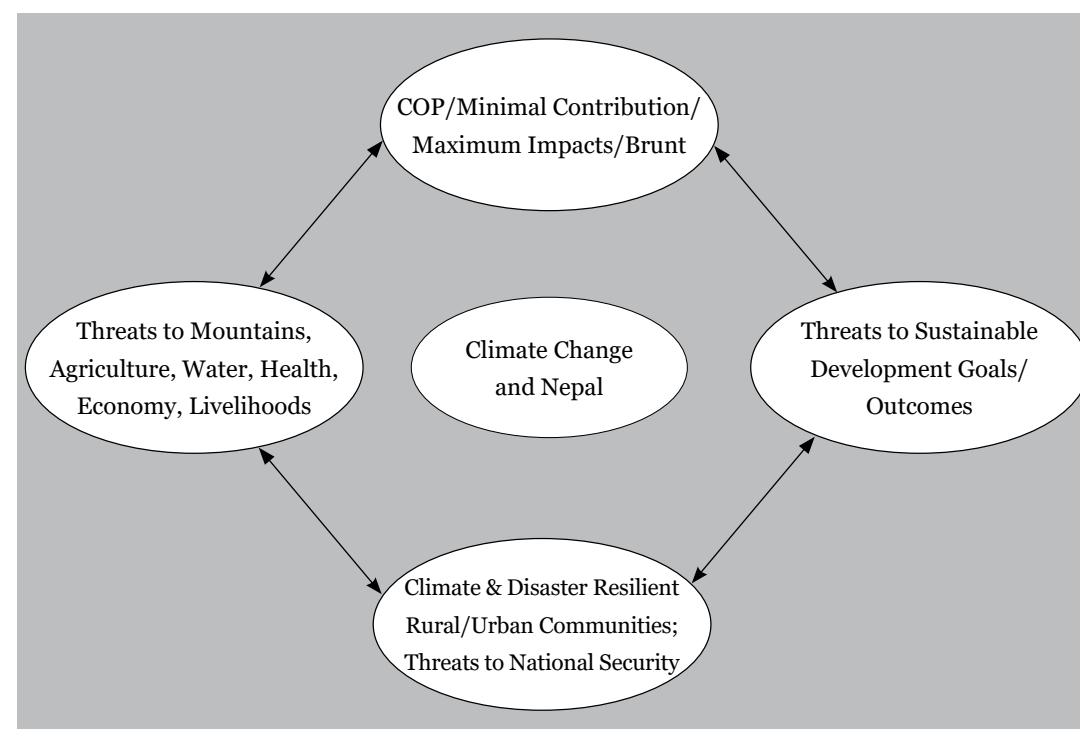 COP/Minimal Contribution/
Maximum Impacts/Brunt
Threats to Mountains,
Agriculture, Water, Health,
Economy, Livelihoods
Climate Change
and Nepal
Threats to Sustainable
Development Goals/
Outcomes
Climate & Disaster Resilient
Rural/Urban Communities;
Threats to National Security